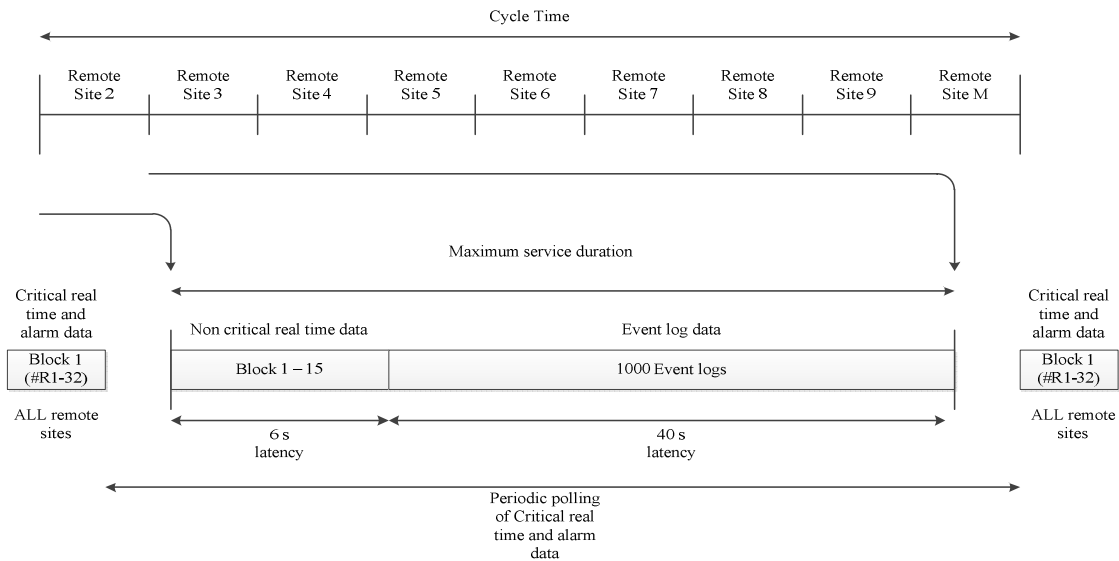 Cycle Time
Remote
Site 2
Remote
Site 3
Remote
Site 4
Remote
Site 5
Remote
Site 6
Remote
Site 7
Remote
Site 8
Remote
Site 9
Remote
Site M
Maximum service duration
Critical real
time and
alarm data
Block 1
(#R1-32)
ALL remote
sites
Non critical real time data
Event log data
Block 1 – 15
1000 Event logs
6 s
latency
40 s
latency
Critical real
time and
alarm data
Block 1
(#R1-32)
ALL remote
sites
Periodic polling
of Critical real
time and alarm
data